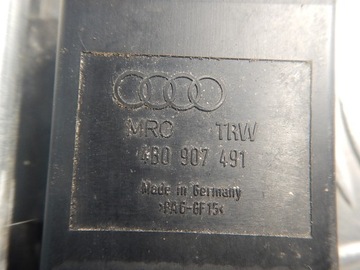 MRC TRW
4B0 907 491
Made in Germany
>PA6-GF15<